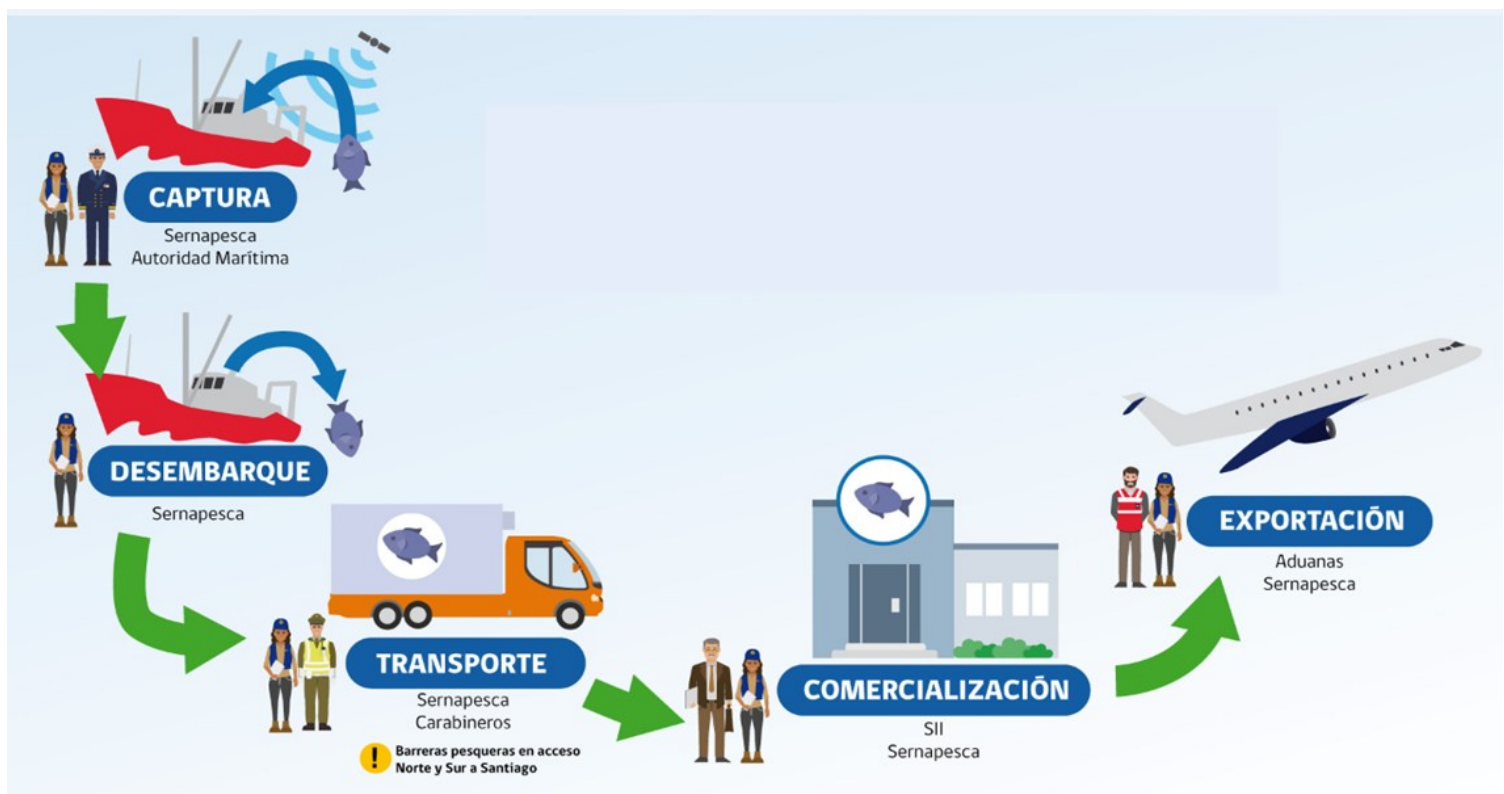 CAPTURA
Sernapesca
Autoridad Marítima
DESEMBARQUE
Sernapesca
TRANSPORTE
Sernapesca
Carabineros
Barreras pesqueras en acceso
Norte y Sur a Santiago
COMERCIALIZACIÓN
SII
Sernapesca
EXPORTACIÓN
Aduanas
Sernapesca